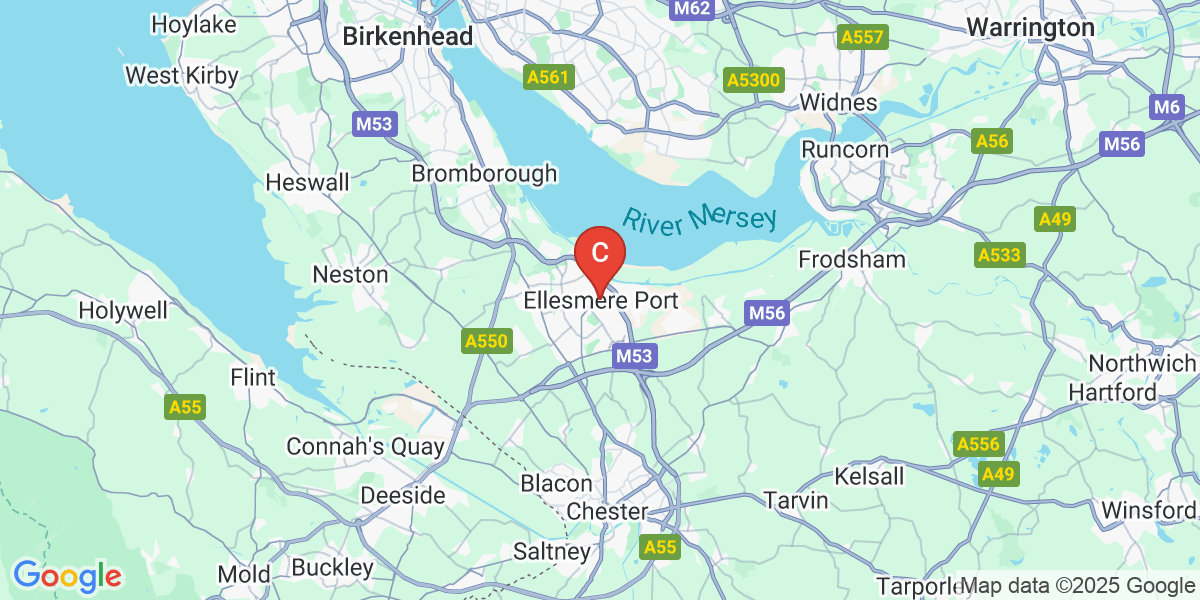 M62
Hoylake
Birkenhead
Warrington
A557
West Kirby
A561
A5300
Widnes
M6
M53
A56
M56
Runcorn
Bromborough
Heswall
River Mersey
A49
A533
Frodsham
C
Neston
Ellesmere Port
Holywell
M56
A550
M53
Northwich
Flint
Hartford
A55
Connah's Quay
A556
Kelsall
A49
Blacon
Deeside
Tarvin
Chester
Winsford
Saltney
A55
Buckley
Mold
Google
Tarporle
Map data ©2025 Google